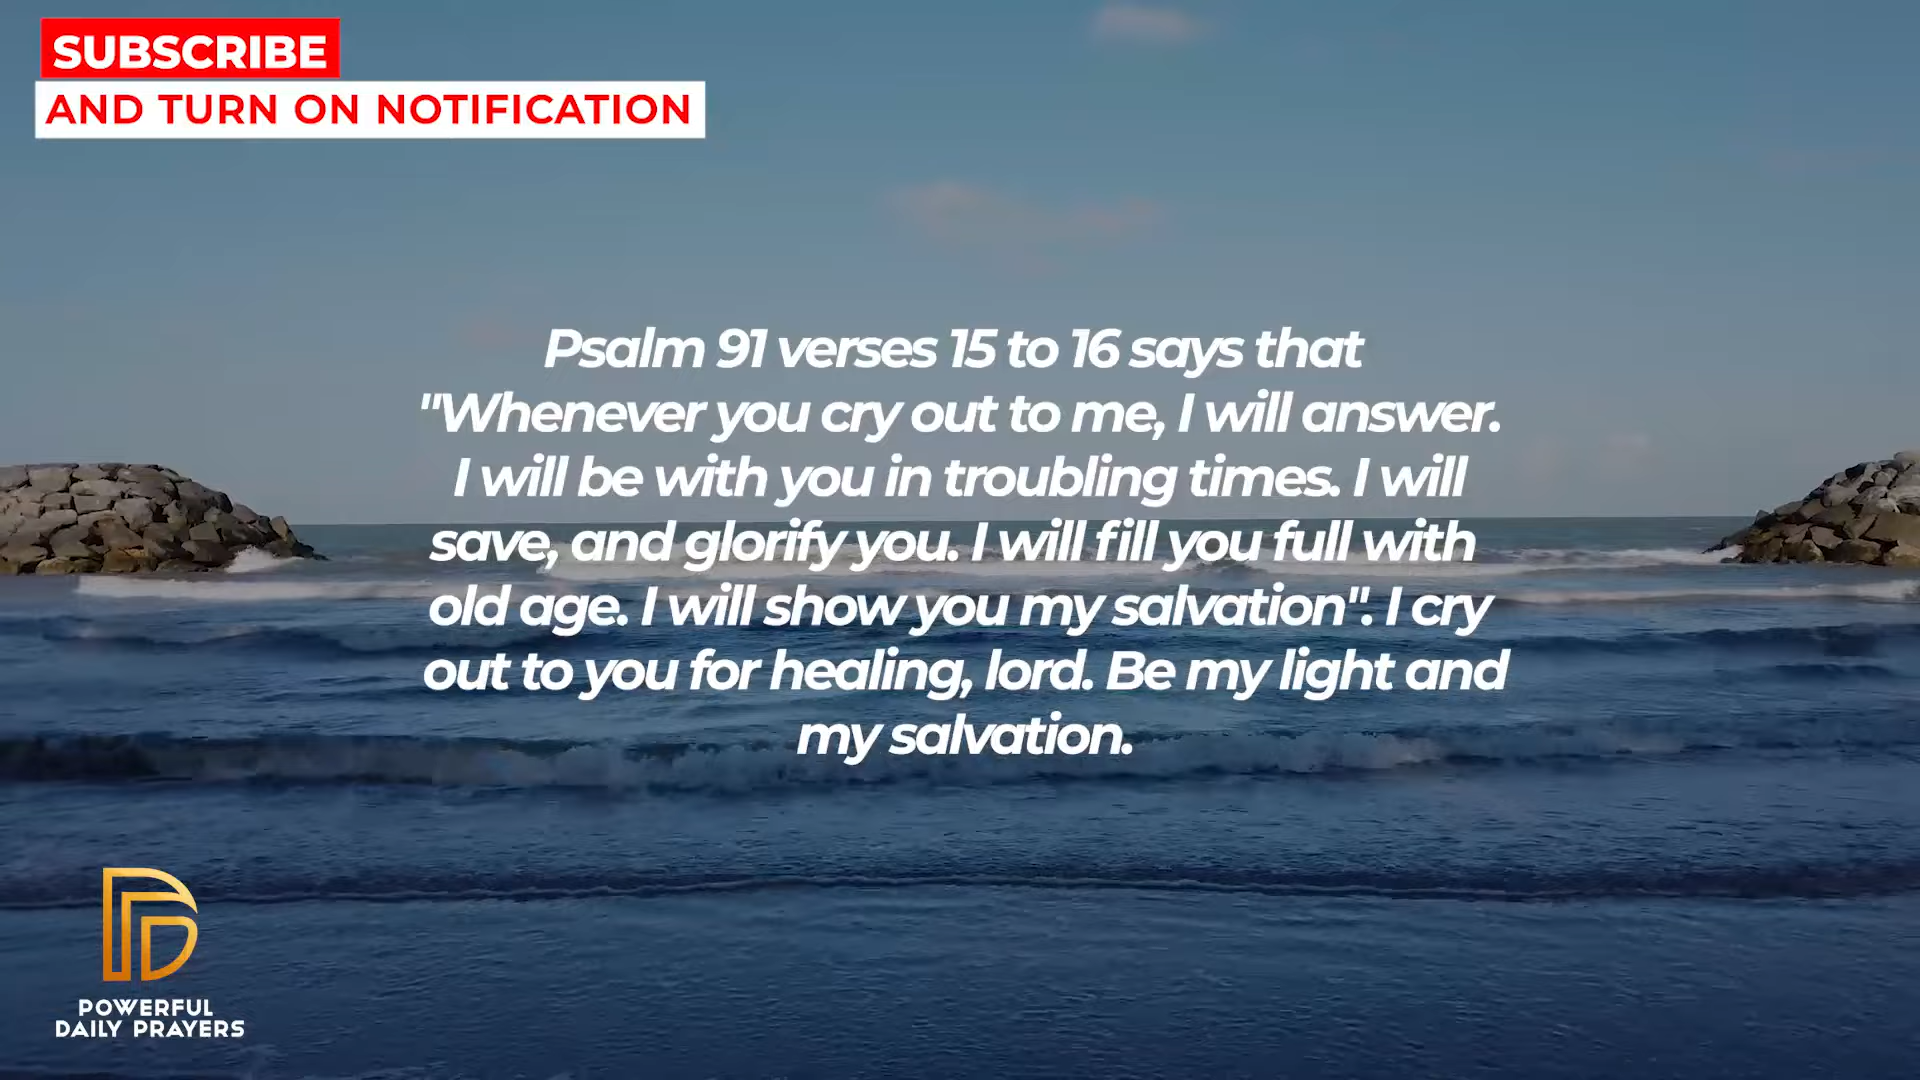 SUBSCRIBE
AND TURN ON NOTIFICATION
Psalm 91 verses 15 to 16 says that
"Whenever you cry out to me, I will answer.
I will be with you in troubling times. I will
save, and glorify you. I will fill you full with
old age. I will show you my salvation". I cry
out to you for healing, lord. Be my light and
my salvation.
POWERFUL
DAILY PRAYERS